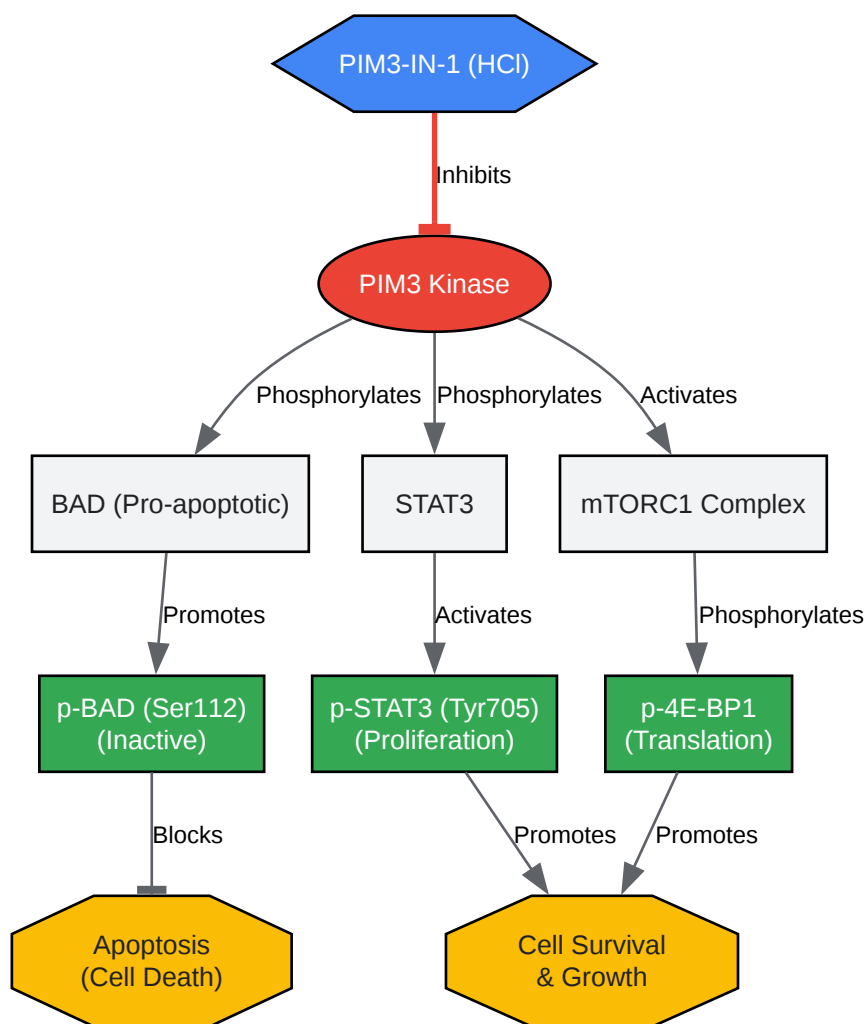 PIM3-IN-1 (HCl)
Inhibits
PIM3 Kinase
Phosphorylates
Phosphorylates
Activates
BAD (Pro-apoptotic)
STAT3
mTORC1 Complex
Promotes
Activates
Phosphorylates
p-BAD (Ser112)
(Inactive)
p-STAT3 (Tyr705)
(Proliferation)
p-4E-BP1
(Translation)
Blocks
Promotes
Promotes
Apoptosis
(Cell Death)
Cell Survival
& Growth